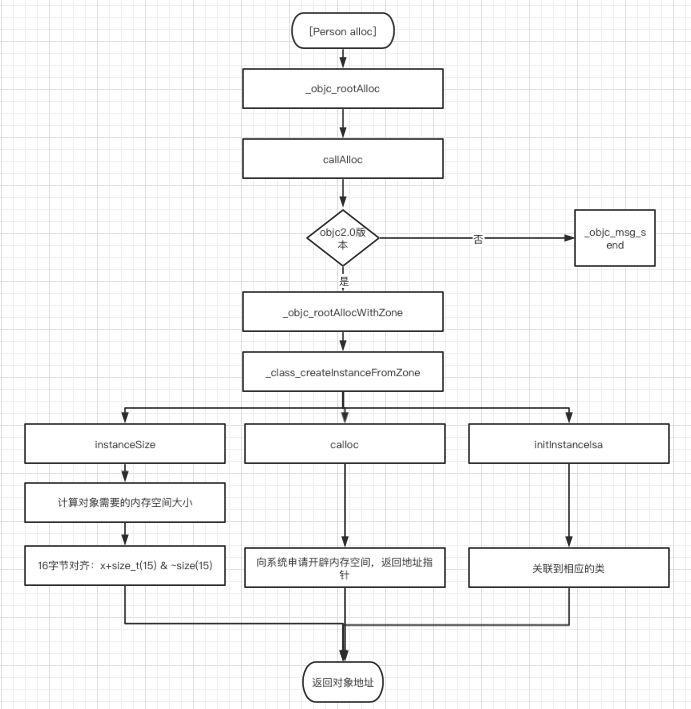 [Person alloc]
_objc_rootAlloc
callAlloc
objc2.0版
本
否
_objc_msg_s
end
是
_objc_rootAllocWithZone
_class_createInstanceFromZone
instanceSize
calloc
initInstanceIsa
计算对象需要的内存空间大小
16字节对齐：x+size_t(15) & ~size(15)
向系统申请开辟内存空间，返回地址指
针
关联到相应的类
返回对象地址